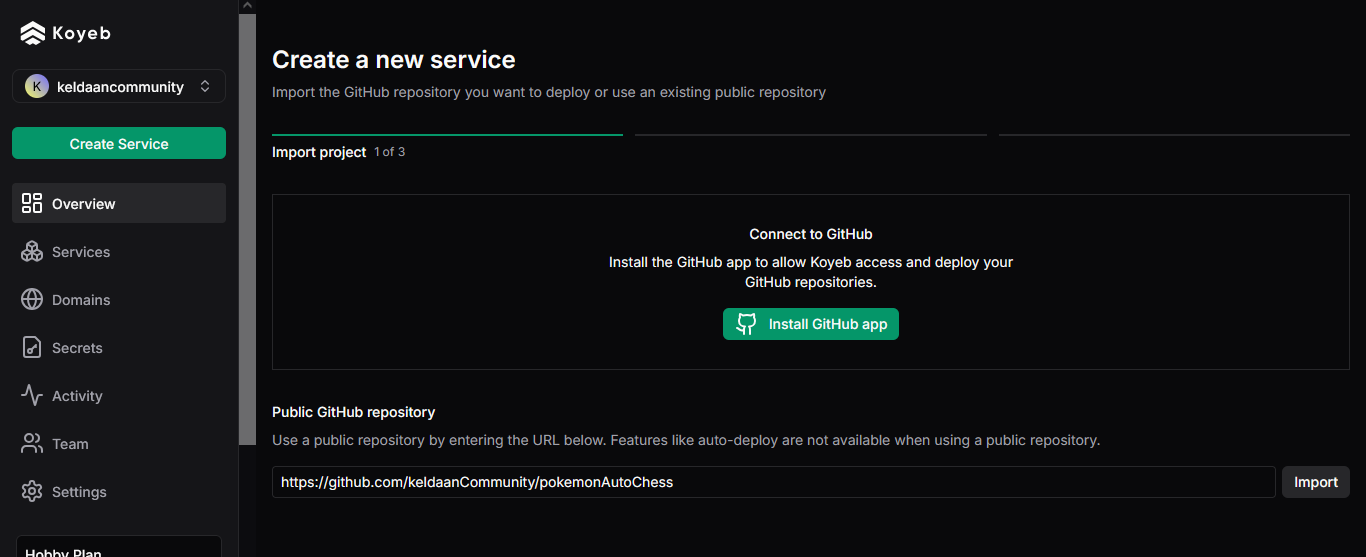 Koyeb
K keldaancommunity
Create Service
Overview
Services
Domains
Secrets
Activity
Team
Settings
Hobby Plan
Create a new service
Import the GitHub repository you want to deploy or use an existing public repository
Import project 1 of 3
Connect to GitHub
Install the GitHub app to allow Koyeb access and deploy your
GitHub repositories.
Install GitHub app
Public GitHub repository
Use a public repository by entering the URL below. Features like auto-deploy are not available when using a public repository.
https://github.com/keldaanCommunity/pokemonAutoChess
Import